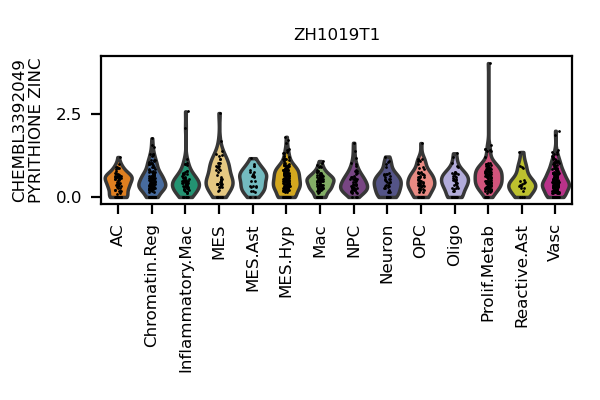 ZH1019T1
CHEMBL3392049
PYRITHIONE ZINC
2.5
0.0
AC
Chromatin.Reg
Inflammatory.Mac
MES
MES.Ast
MES.Hyp
Mac
NPC
Neuron
OPC
Oligo
Prolif.Metab
Reactive.Ast
Vasc